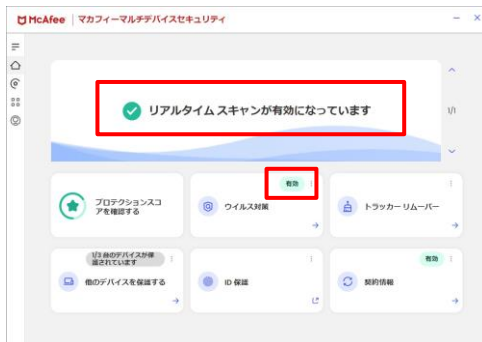 McAfee マカフィーマルチデバイスセキュリティ
リアルタイム スキャンが有効になっています
1/1
プロテクションスコ
アを確認する
有効
ウイルス対策
トラッカー リムーバー
1/3 台のデバイスが保
護されています
他のデバイスを保護する
ID 保護
有効
契約情報